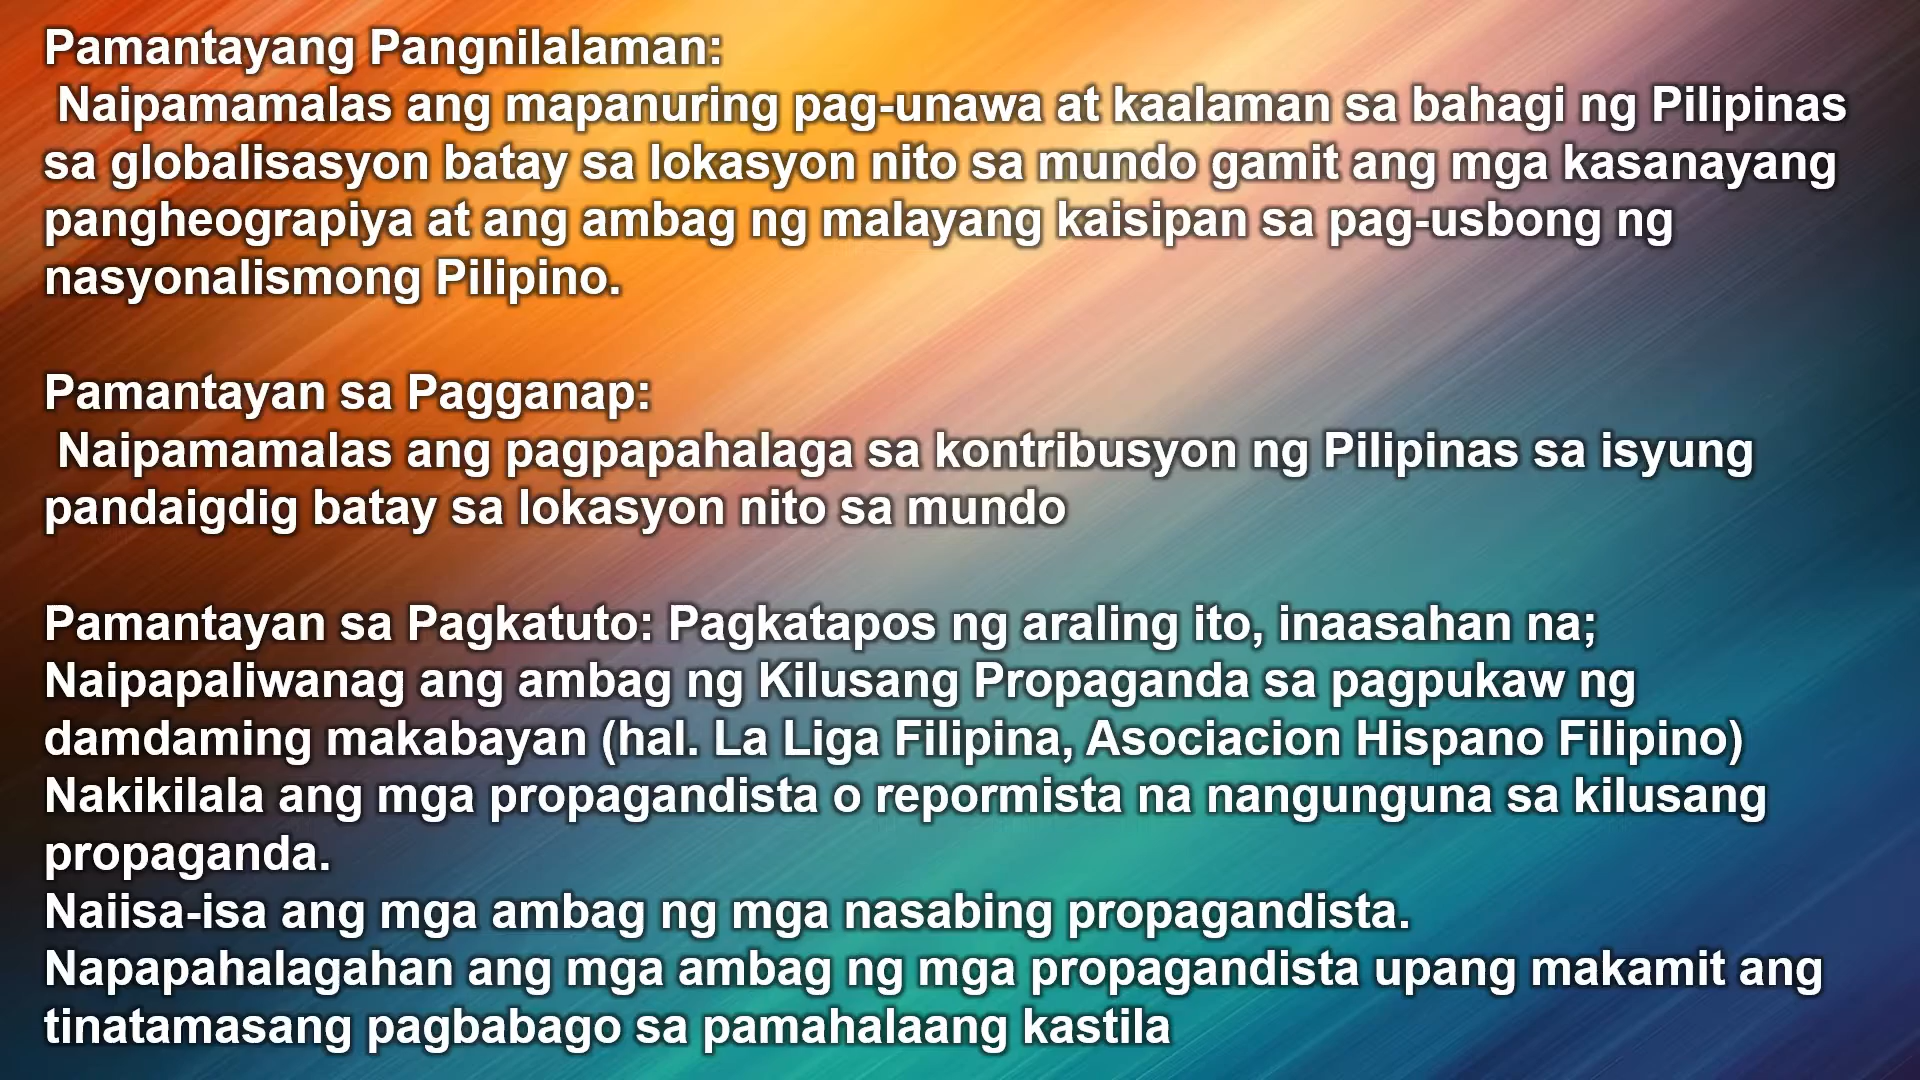 Pamantayang Pangnilalaman:
Naipamamalas ang mapanuring pag-unawa at kaalaman sa bahagi ng Pilipinas
sa globalisasyon batay sa lokasyon nito sa mundo gamit ang mga kasanayang
pangheograpiya at ang ambag ng malayang kaisipan sa pag-usbong ng
nasyonalismong Pilipino.
Pamantayan sa Pagganap:
Naipamamalas ang pagpapahalaga sa kontribusyon ng Pilipinas sa isyung
pandaigdig batay sa lokasyon nito sa mundo
Pamantayan sa Pagkatuto: Pagkatapos ng araling ito, inaasahan na;
Naipapaliwanag ang ambag ng Kilusang Propaganda sa pagpukaw ng
damdaming makabayan (hal. La Liga Filipina, Asociacion Hispano Filipino)
Nakikilala ang mga propagandista o repormista na nangunguna sa kilusang
propaganda.
Naiisa-isa ang mga ambag ng mga nasabing propagandista.
Napapahalagahan ang mga ambag ng mga propagandista upang makamit ang
tinatamasang pagbabago sa pamahalaang kastila